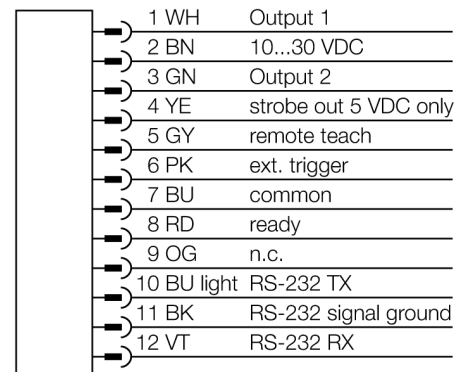 1 WH Output 1
2 BN 10...30 VDC
3 GN Output 2
4 YE strobe out 5 VDC only
5 GY remote teach
6 PK ext. trigger
7 BU common
8 RD ready
9 OG n.c.
10 BU light RS-232 TX
11 BK RS-232 signal ground
12 VT RS-232 RX